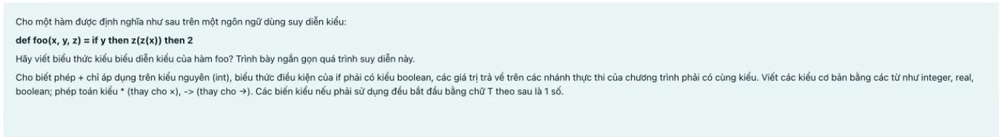 Cho một hàm được định nghĩa như sau trên một ngôn ngữ dùng suy diễn kiểu:
def foo(x, y, z) = if y then z(z(x)) then 2
Hãy viết biểu thức kiểu biểu diễn kiểu của hàm foo? Trình bày ngắn gọn quá trình suy diễn này.
Cho biết phép + chỉ áp dụng trên kiểu nguyên (int), biểu thức điều kiện của if phải có kiểu boolean, các giá trị trả về trên các nhánh thực thi của chương trình phải có cùng kiểu. Viết các kiểu cơ bản bằng các từ như integer, real,
boolean; phép toán kiểu * (thay cho ×), -> (thay cho →). Các biến kiểu nếu phải sử dụng đều bắt đầu bằng chữ T theo sau là 1 số.